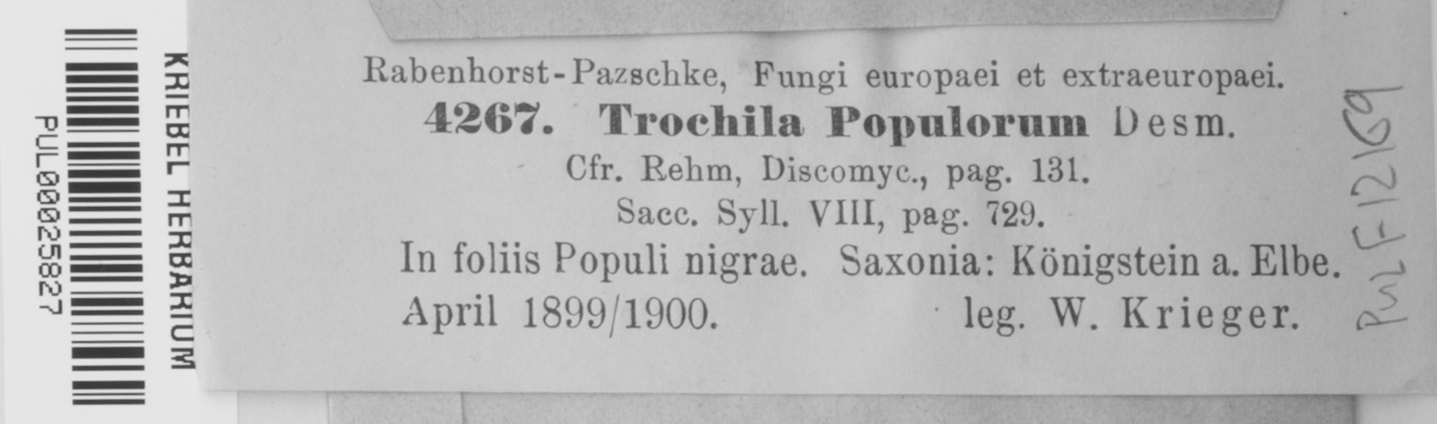 Rabenhorst-Pazschke, Fungi europaei et extraeuropaei.
4267. Trochila Populorum Desm.
Cfr. Rehm, Discomyc., pag. 131.
Sacc. Syll. VIII, pag. 729.
In foliis Populi nigrae. Saxonia: Königstein a. Elbe.
April 1899/1900. leg. W. Krieger.
PUL F12169
KRIEBEL HERBARIUM
PUL00025827